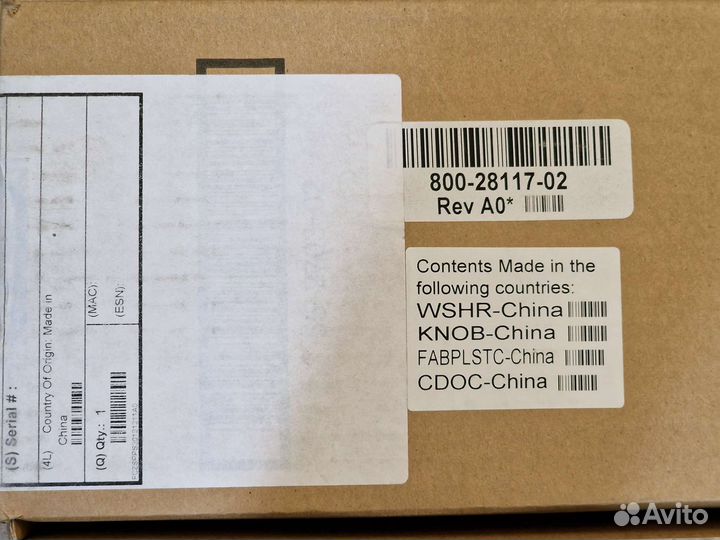 (S) Serial # :
(4L) Country Of Origin: Made in
China
(MAC):
(ESN):
(Q) Qty.: 1
800-28117-02
Rev A0*
Contents Made in the
following countries:
WSHR-China
KNOB-China
FABPLSTC-China
CDOC-China
Avito